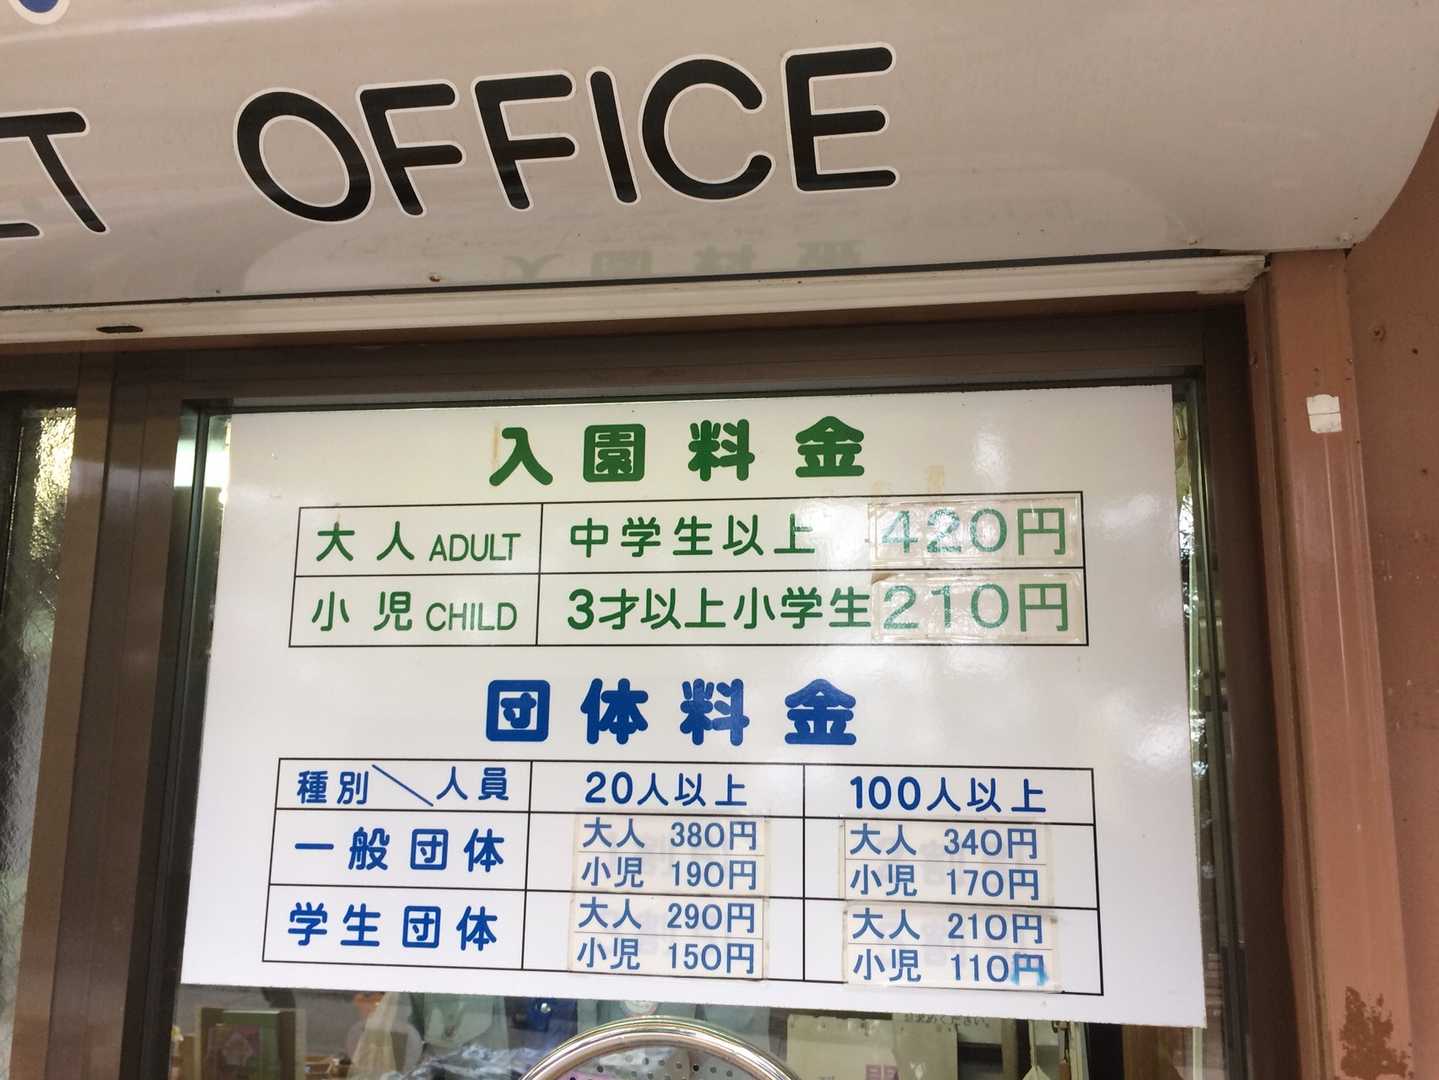 OFFICE
入園料金
大人 ADULT 中学生以上 420円
小児 CHILD 3才以上小学生 210円
団体料金
種別＼人員 20人以上 100人以上
一般団体 大人 380円 大人 340円
小児 190円 小児 170円
学生団体 大人 290円 大人 210円
小児 150円 小児 110円